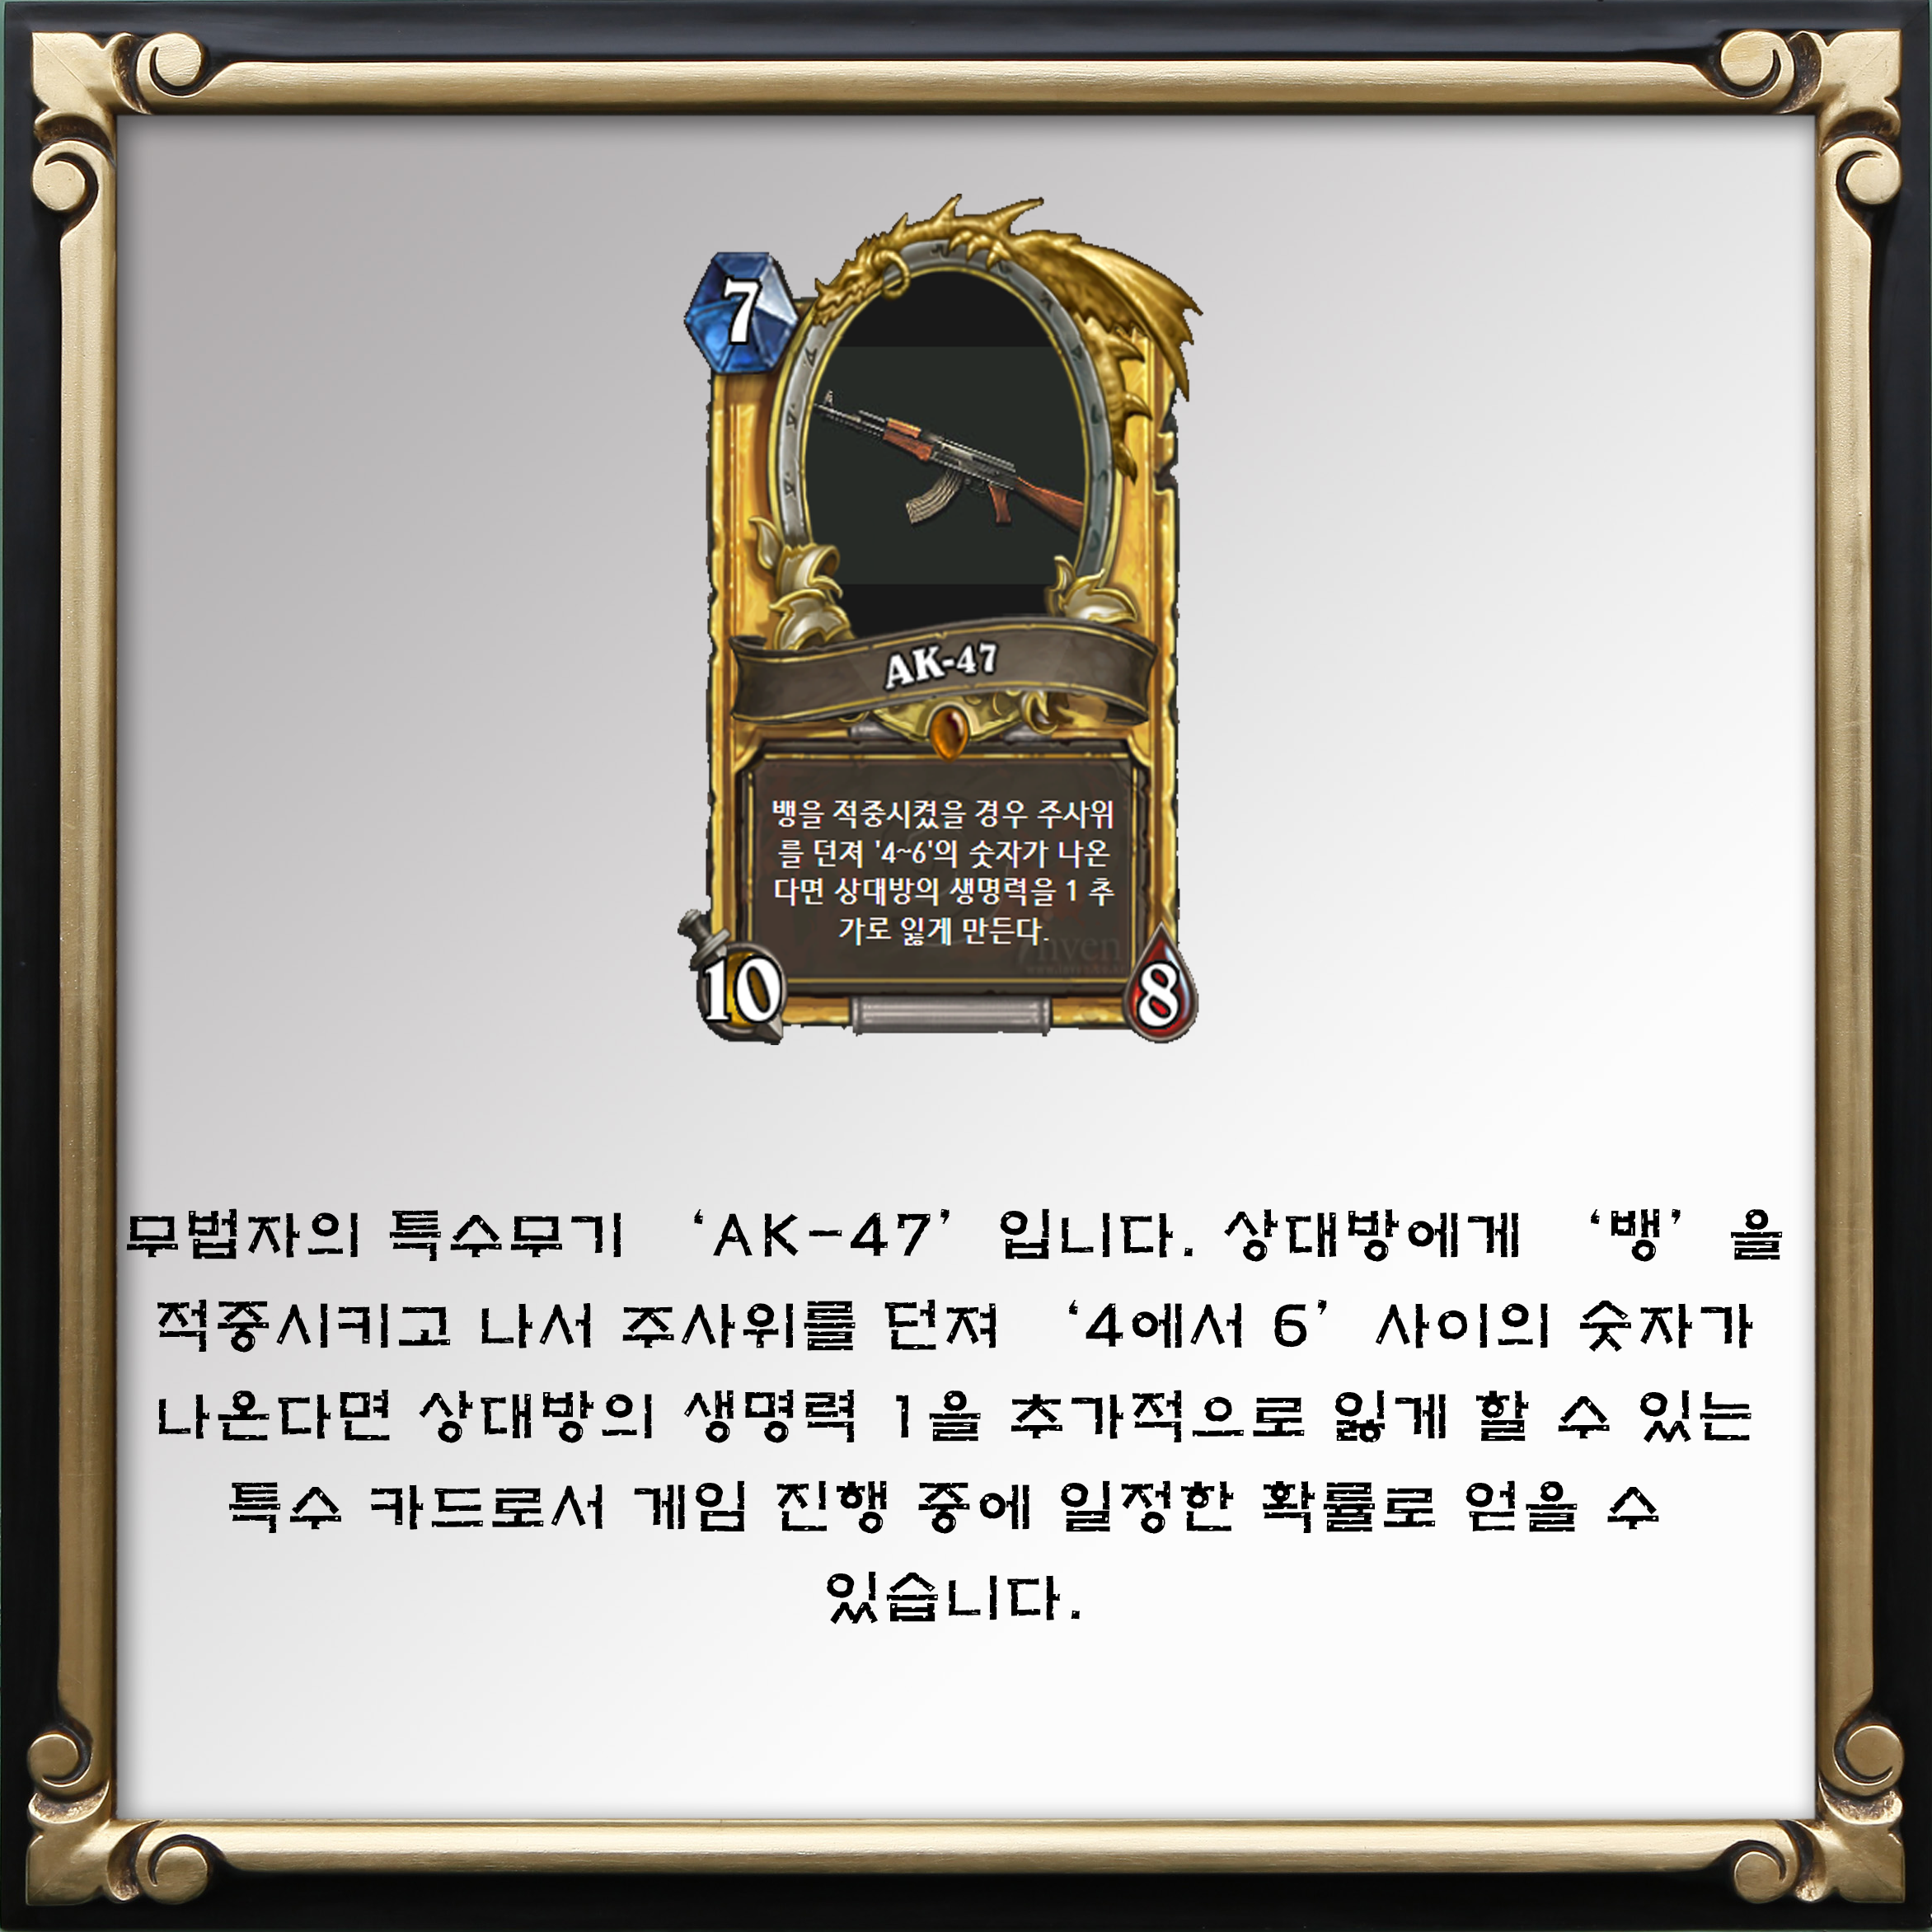 7
AK-47
뱅을 적중시켰을 경우 주사위
를 던져 '4~6'의 숫자가 나온
다면 상대방의 생명력을 1 추
가로 잃게 만든다.
10
8
무법자의 특수무기 ‘AK-47’입니다. 상대방에게 ‘뱅’을
적중시키고 나서 주사위를 던져 ‘4에서 6’사이의 숫자가
나온다면 상대방의 생명력 1을 추가적으로 잃게 할 수 있는
특수 카드로서 게임 진행 중에 일정한 확률로 얻을 수
있습니다.